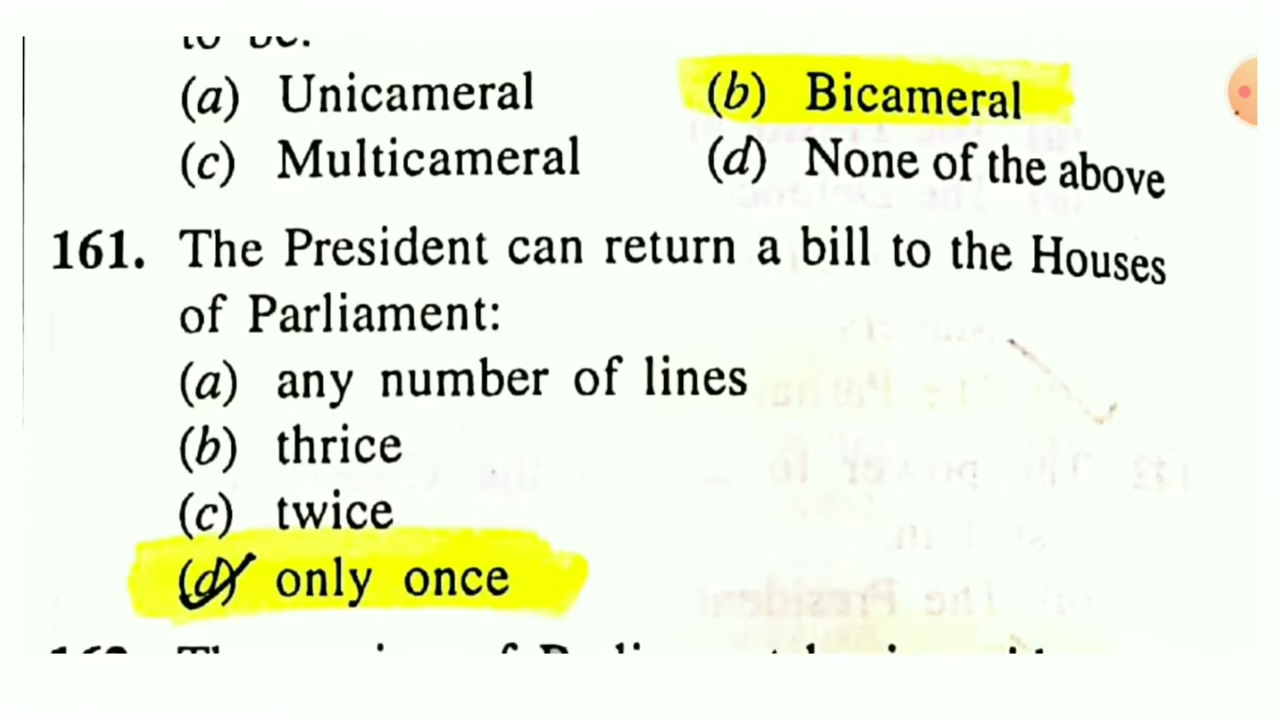 (a) Unicameral (b) Bicameral
(c) Multicameral (d) None of the above
161. The President can return a bill to the Houses
of Parliament:
(a) any number of lines
(b) thrice
(c) twice
(d) only once